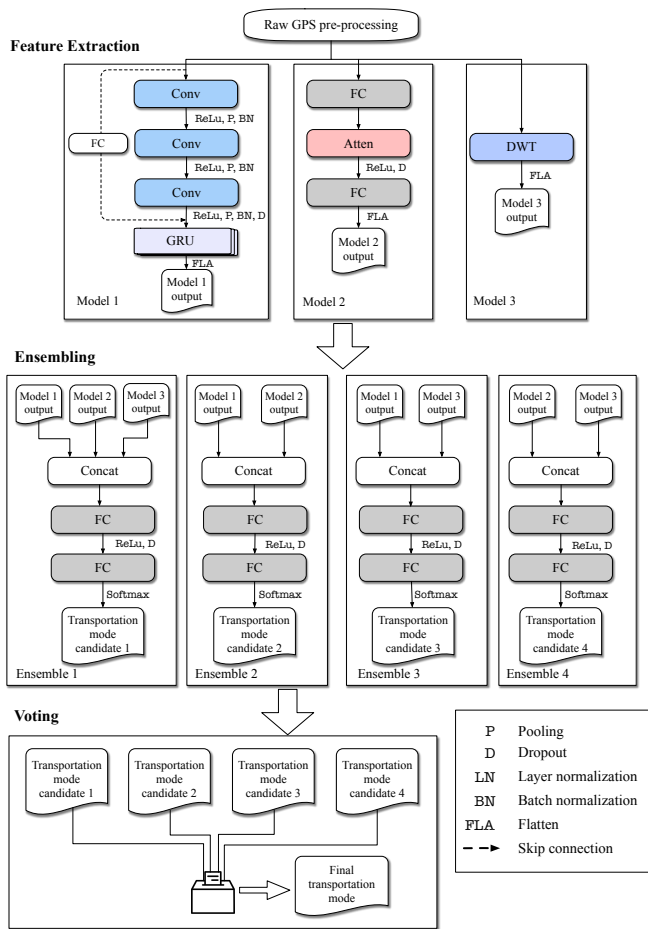 Raw GPS pre-processing
Feature Extraction
Conv
ReLu, P, BN
FC
Conv
ReLu, P, BN
Conv
ReLu, P, BN, D
GRU
FLA
Model 1
output
Model 1
FC
Atten
ReLu, D
FC
FLA
Model 2
output
Model 2
DWT
FLA
Model 3
output
Model 3
Ensembling
Model 1
output
Model 2
output
Model 3
output
Concat
FC
ReLu, D
FC
Softmax
Transportation
mode
candidate 1
Ensemble 1
Model 1
output
Model 2
output
Concat
FC
ReLu, D
FC
Softmax
Transportation
mode
candidate 2
Ensemble 2
Model 1
output
Model 3
output
Concat
FC
ReLu, D
FC
Softmax
Transportation
mode
candidate 3
Ensemble 3
Model 2
output
Model 3
output
Concat
FC
ReLu, D
FC
Softmax
Transportation
mode
candidate 4
Ensemble 4
Voting
Transportation
mode
candidate 1
Transportation
mode
candidate 2
Transportation
mode
candidate 3
Transportation
mode
candidate 4
Final
transportation
mode
P Pooling
D Dropout
LN Layer normalization
BN Batch normalization
FLA Flatten
Skip connection